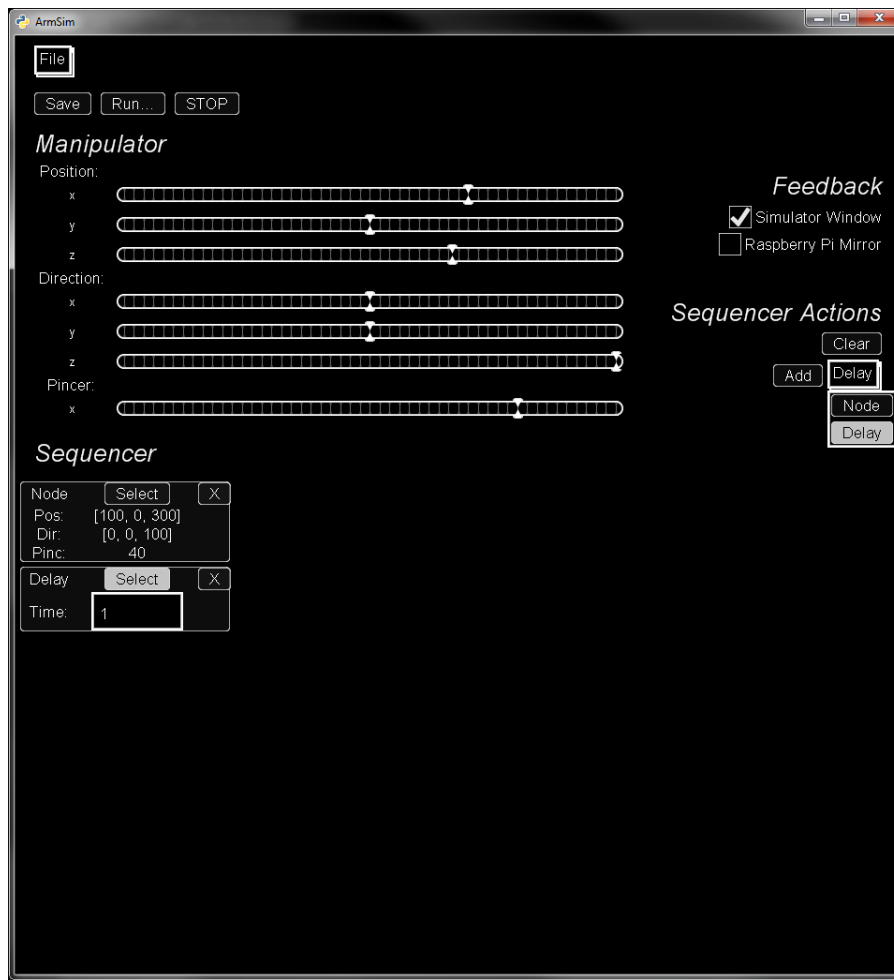 ArmSim
File
Save Run... STOP
Manipulator
Position:
x
y
z
Direction:
x
y
z
Pincer:
x
Feedback
Simulator Window
Raspberry Pi Mirror
Sequencer Actions
Clear
Add Delay
Node
Delay
Sequencer
Node Select X
Pos: [100, 0, 300]
Dir: [0, 0, 100]
Pinc: 40
Delay Select X
Time: 1